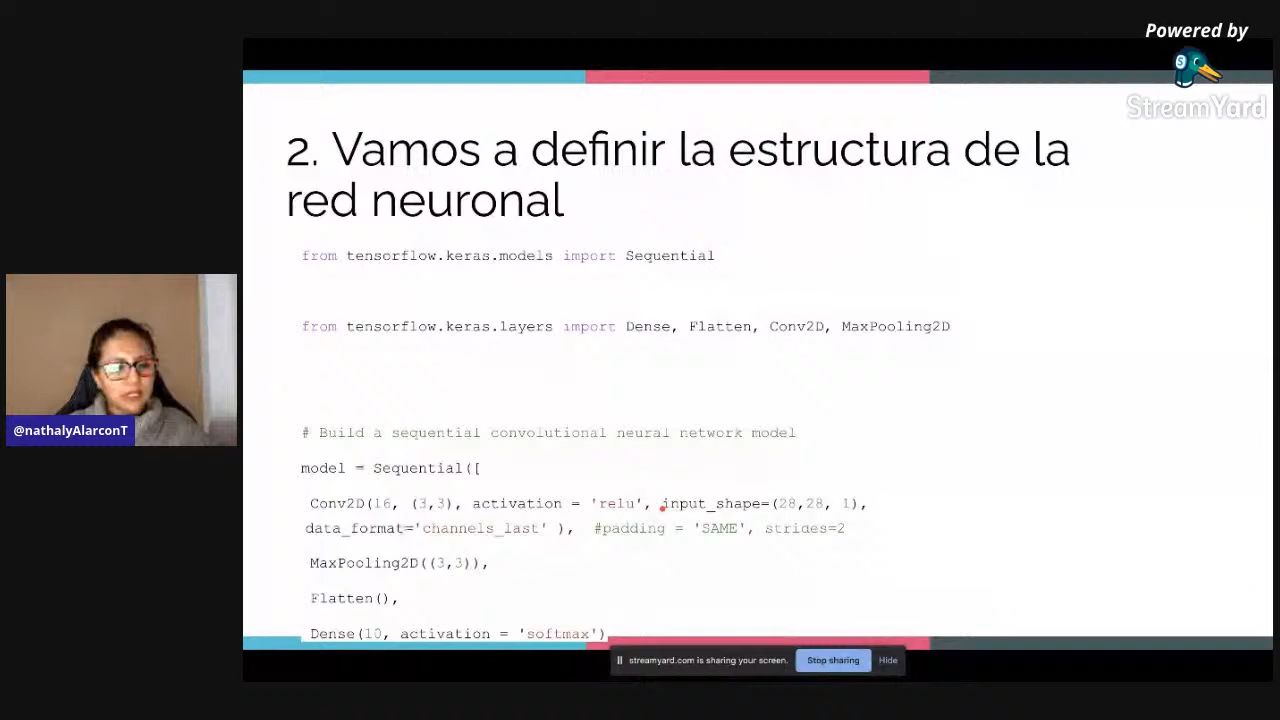 Powered by
StreamYard
2. Vamos a definir la estructura de la
red neuronal
from tensorflow.keras.models import Sequential
from tensorflow.keras.layers import Dense, Flatten, Conv2D, MaxPooling2D
# Build a sequential convolutional neural network model
model = Sequential([
Conv2D(16, (3,3), activation = 'relu', input_shape=(28,28, 1),
data_format='channels_last' ), #padding = 'SAME', strides=2
MaxPooling2D((3,3)),
Flatten(),
Dense(10, activation = 'softmax')
@nathalyAlarconT
streamyard.com is sharing your screen.
Stop sharing
Hide